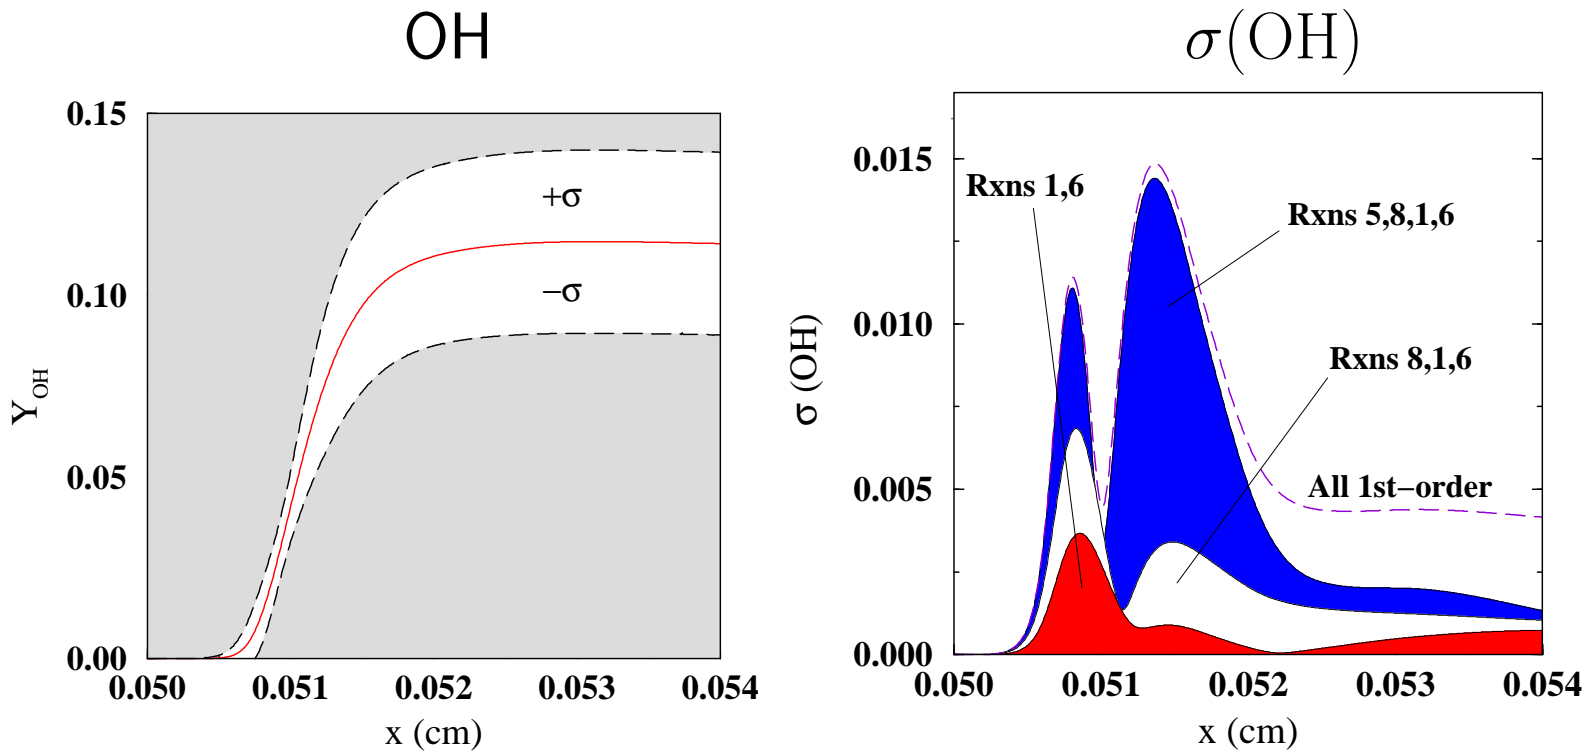 OH
0.15
0.10
0.05
0.00
Y_OH
+σ
−σ
0.050 0.051 0.052 0.053 0.054
x (cm)
σ(OH)
0.015
0.010
0.005
0.000
σ (OH)
Rxns 1,6
Rxns 5,8,1,6
Rxns 8,1,6
All 1st−order
0.050 0.051 0.052 0.053 0.054
x (cm)